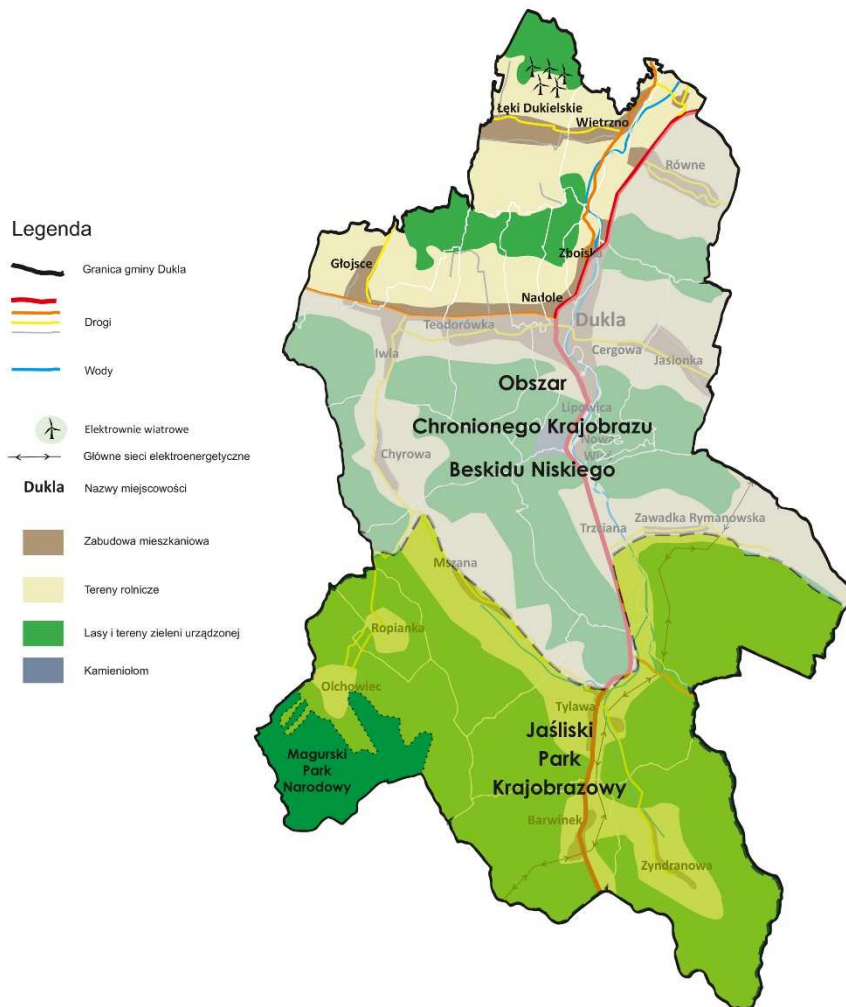 Legenda
Granica gminy Dukla
Drogi
Wody
Elektrownie wiatrowe
Główne sieci elektroenergetyczne
Dukla Nazwy miejscowości
Zabudowa mieszkaniowa
Tereny rolnicze
Lasy i tereny zieleni urządzonej
Kamieniołom
Łęki Dukielskie
Wietrzno
Równe
Zboiska
Głojsce
Nadole
Teodorówka
Dukla
Iwla
Cergowa
Jasionka
Obszar
Lipowica
Chronionego Krajobrazu
Nowa
Wieś
Chyrowa
Beskidu Niskiego
Trzciana
Zawadka Rymanowska
Mszana
Ropianka
Olchowiec
Tylawa
Jaśliski
Park
Krajobrazowy
Magurski
Park
Narodowy
Barwinek
Zyndranowa